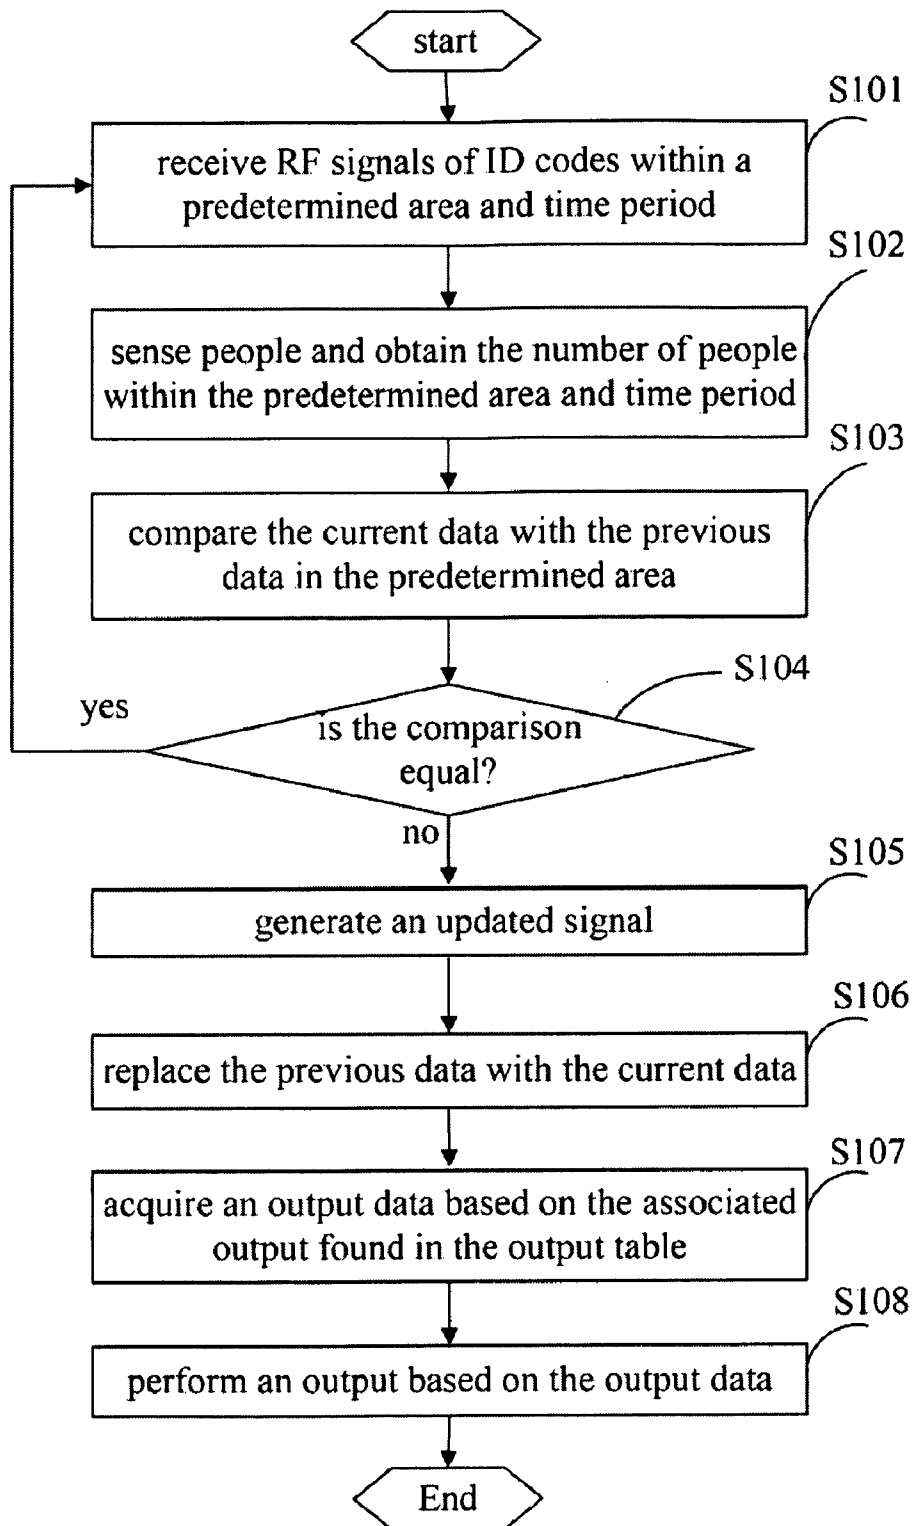 start
S101
receive RF signals of ID codes within a
predetermined area and time period
S102
sense people and obtain the number of people
within the predetermined area and time period
S103
compare the current data with the previous
data in the predetermined area
S104
yes
is the comparison
equal?
no
S105
generate an updated signal
S106
replace the previous data with the current data
S107
acquire an output data based on the associated
output found in the output table
S108
perform an output based on the output data
End